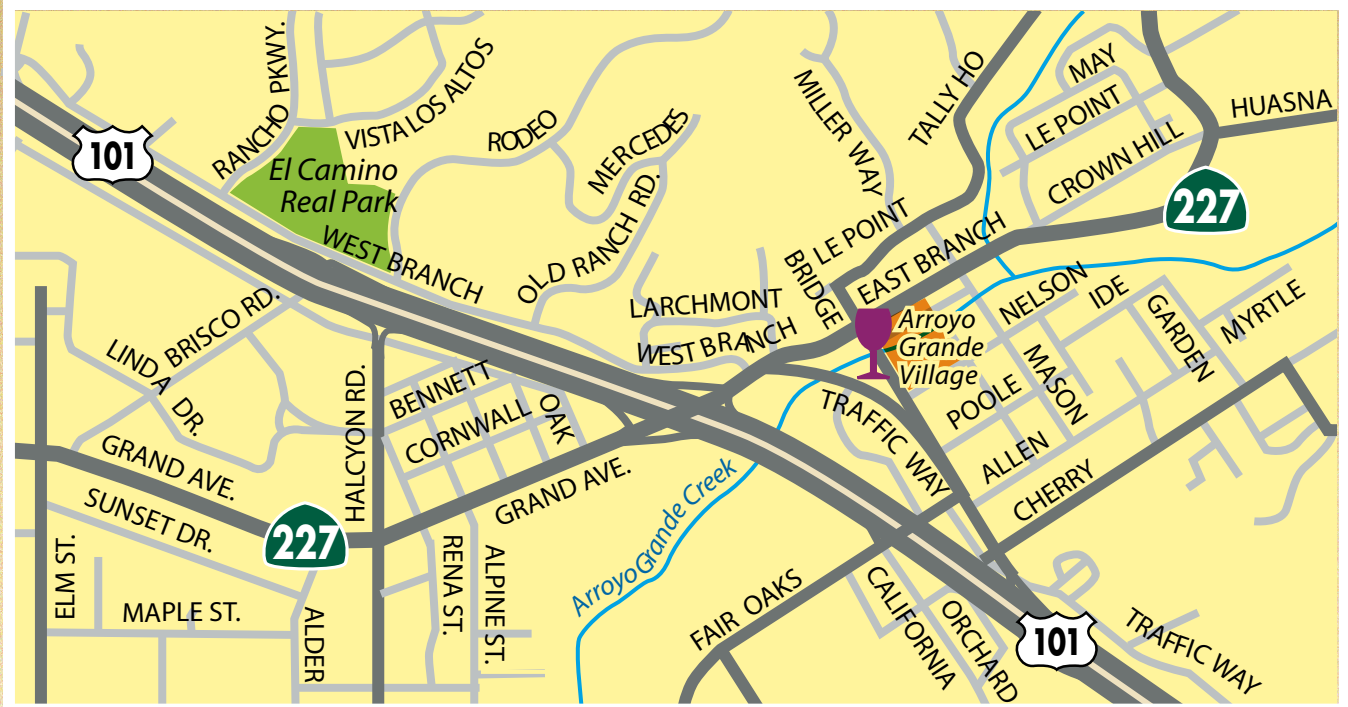 RANCHO PKWY.
VISTA LOS ALTOS
RODEO
MERCEDES
OLD RANCH RD.
MILLER WAY
TALLY HO
MAY
LE POINT
CROWN HILL
HUASNA
101
El Camino
Real Park
227
WEST BRANCH
LE POINT
BRIDGE
EAST BRANCH
LARCHMONT
WEST BRANCH
Arroyo
Grande
Village
NELSON
IDE
GARDEN
MYRTLE
MASON
POOLE
ALLEN
CHERRY
TRAFFIC WAY
BRISCO RD.
LINDA DR.
HALCYON RD.
BENNETT
CORNWALL
OAK
GRAND AVE.
SUNSET DR.
227
GRAND AVE.
Arroyo Grande Creek
ELM ST.
MAPLE ST.
ALDER
RENA ST.
ALPINE ST.
FAIR OAKS
CALIFORNIA
ORCHARD
101
TRAFFIC WAY